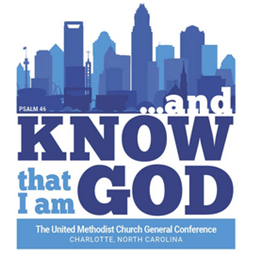 PSALM 46
...and
KNOW
that
I am
GOD
The United Methodist Church General Conference
CHARLOTTE, NORTH CAROLINA